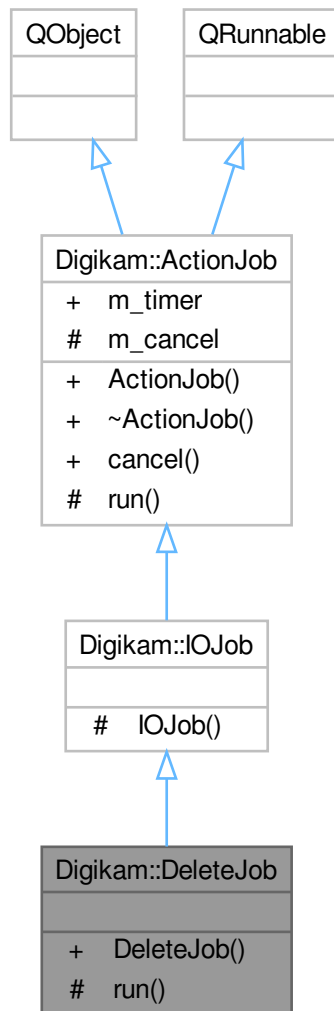 QObject
QRunnable
Digikam::ActionJob
+ m_timer
# m_cancel
+ ActionJob()
+ ~ActionJob()
+ cancel()
# run()
Digikam::IOJob
# IOJob()
Digikam::DeleteJob
+ DeleteJob()
# run()